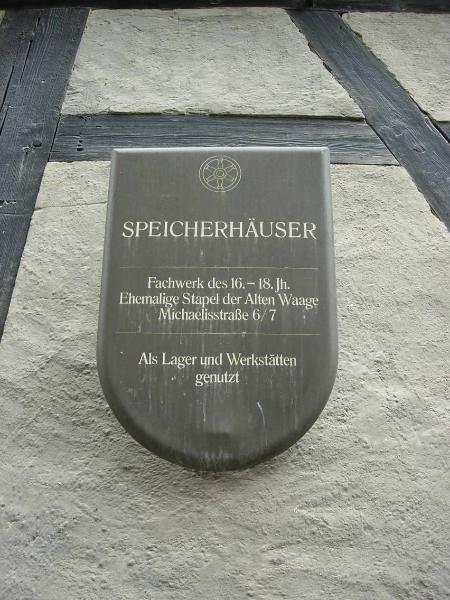 SPEICHERHÄUSER
Fachwerk des 16. – 18. Jh.
Ehemalige Stapel der Alten Waage
Michaelisstraße 6/7
Als Lager und Werkstätten
genutzt